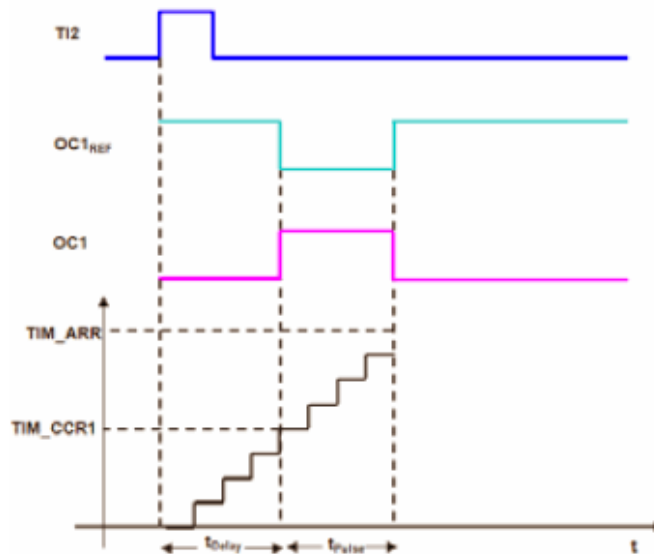 TI2
OC1REF
OC1
TIM_ARR
TIM_CCR1
tDelay
tPulse
t